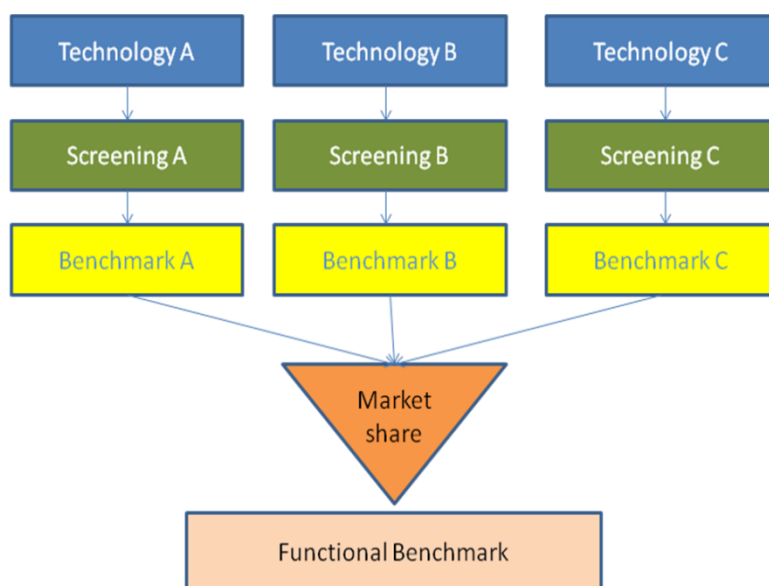 Technology A
Technology B
Technology C
Screening A
Screening B
Screening C
Benchmark A
Benchmark B
Benchmark C
Market
share
Functional Benchmark